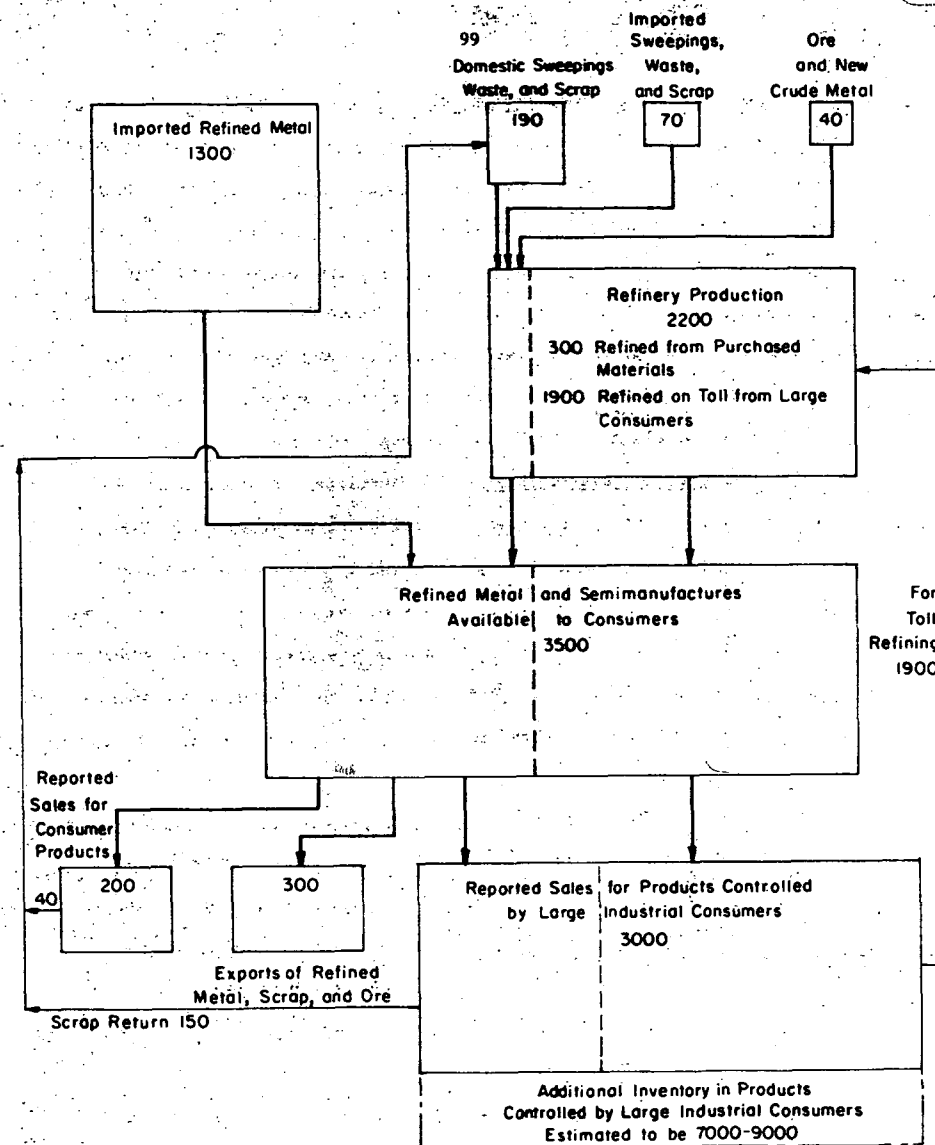 99
Domestic Sweepings
Waste, and Scrap
190
Imported
Sweepings,
Waste,
and Scrap
70
Ore
and New
Crude Metal
40
Imported Refined Metal
1300
Refinery Production
2200
300 Refined from Purchased
Materials
1900 Refined on Toll from Large
Consumers
Refined Metal and Semimanufactures
Available to Consumers
3500
For
Toll
Refining
1900
Reported
Sales for
Consumer
Products
40
200
300
Exports of Refined
Metal, Scrap, and Ore
Scrap Return 150
Reported Sales for Products Controlled
by Large Industrial Consumers
3000
Additional Inventory in Products
Controlled by Large Industrial Consumers
Estimated to be 7000-9000